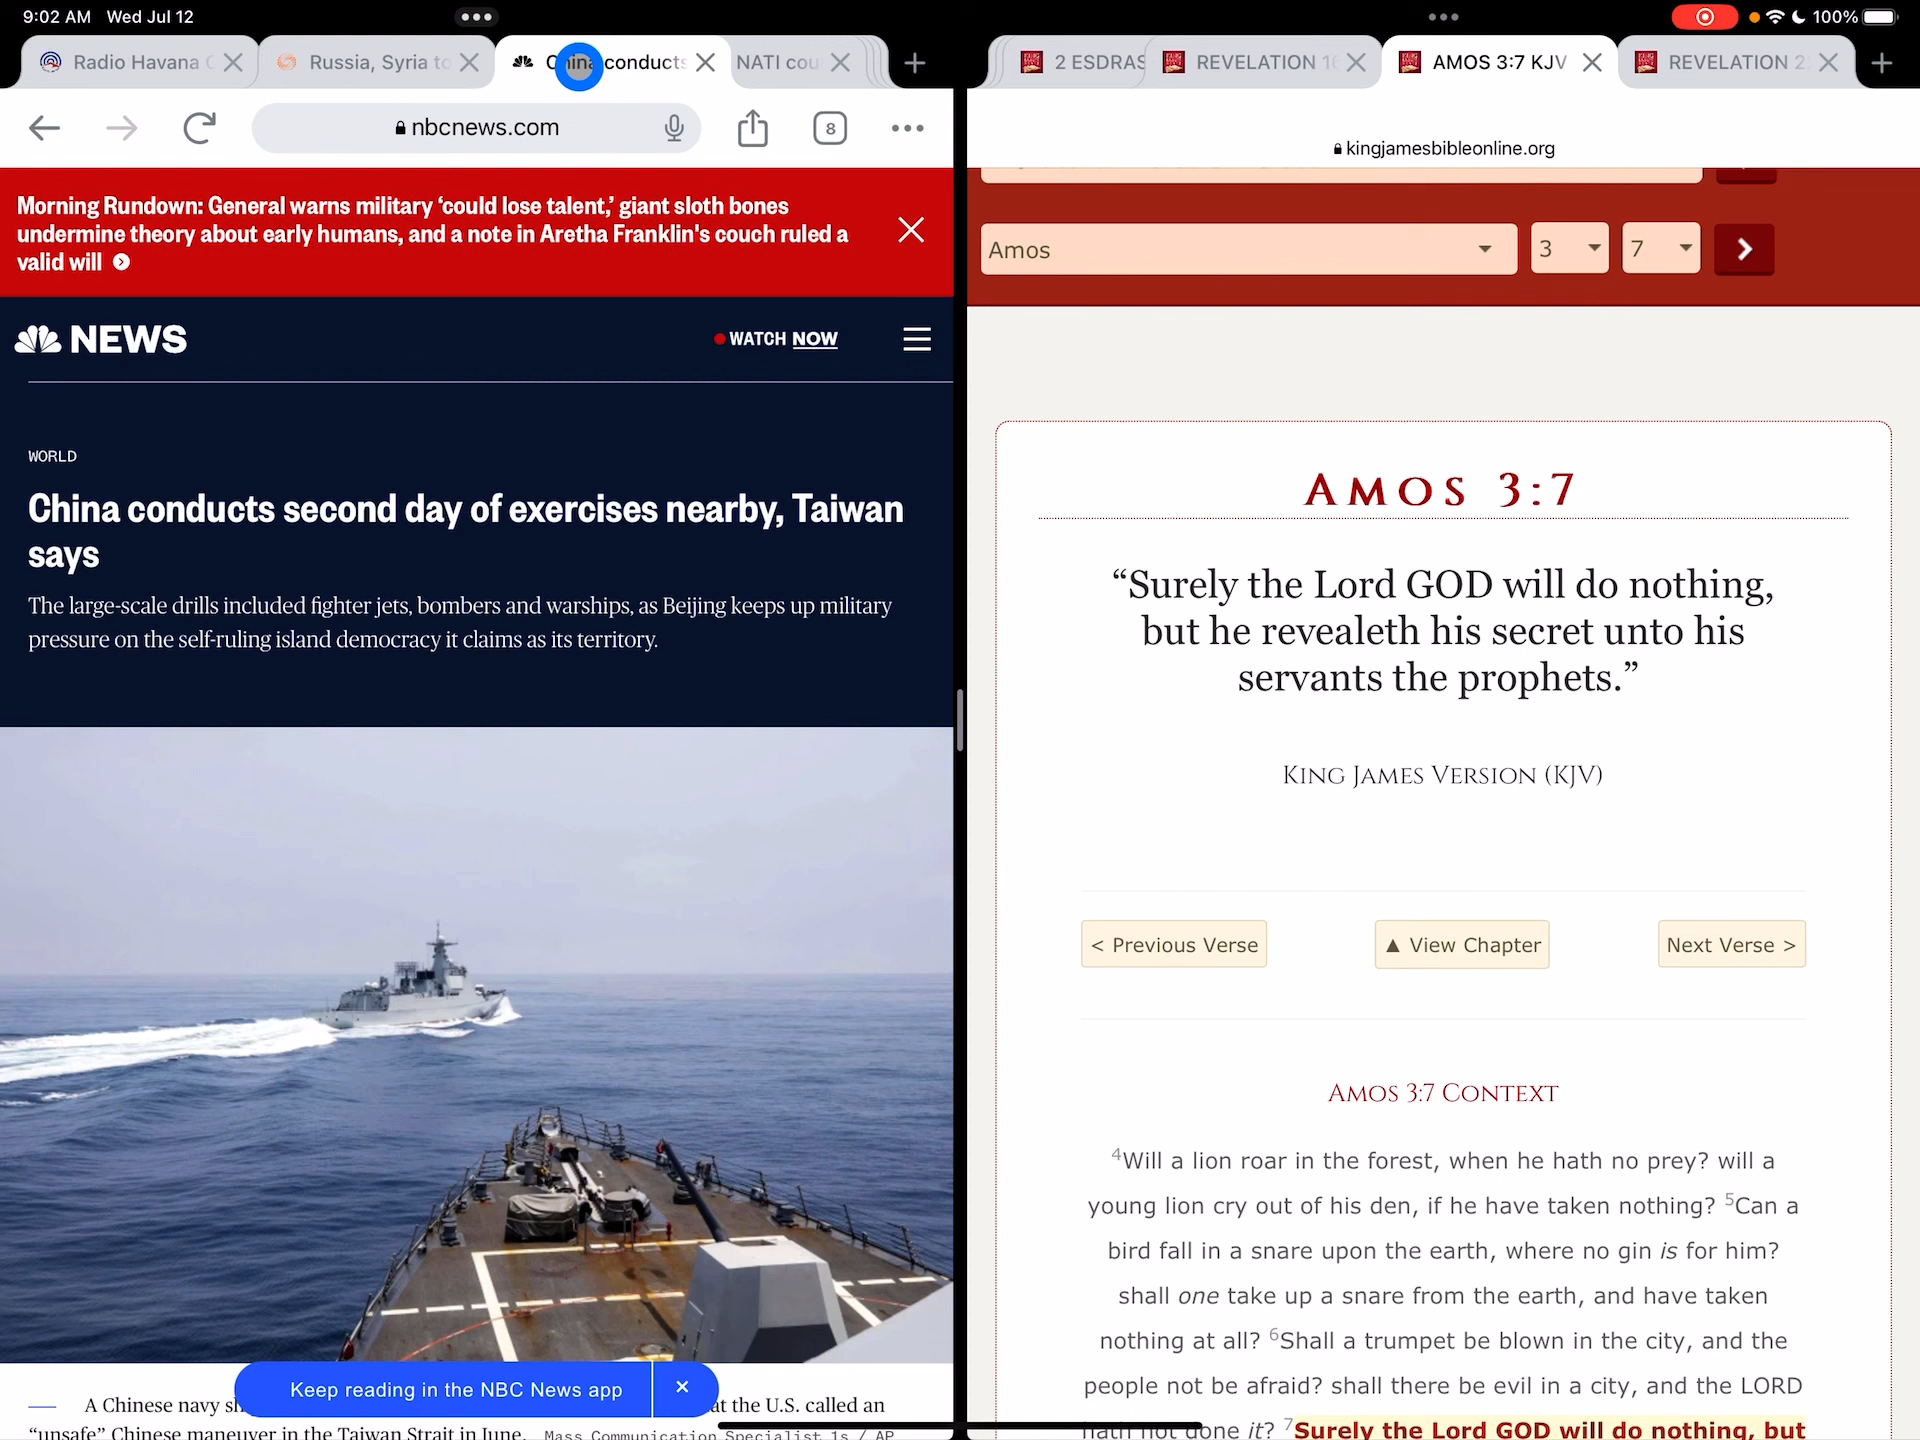 9:02 AM Wed Jul 12
100%
Radio Havana C
Russia, Syria to
China conducts
NATI cou
2 ESDRAS
REVELATION 16
AMOS 3:7 KJV
REVELATION 2
nbcnews.com
8
Morning Rundown: General warns military ‘could lose talent,’ giant sloth bones
undermine theory about early humans, and a note in Aretha Franklin's couch ruled a
valid will
NEWS
WATCH NOW
WORLD
China conducts second day of exercises nearby, Taiwan
says
The large-scale drills included fighter jets, bombers and warships, as Beijing keeps up military
pressure on the self-ruling island democracy it claims as its territory.
Keep reading in the NBC News app
A Chinese navy sh at the U.S. called an
“unsafe” Chinese maneuver in the Taiwan Strait in June. Mass Communication Specialist 1s / AP
kingjamesbibleonline.org
Amos 3 7
AMOS 3:7
“Surely the Lord GOD will do nothing,
but he revealeth his secret unto his
servants the prophets.”
KING JAMES VERSION (KJV)
< Previous Verse
▲ View Chapter
Next Verse >
AMOS 3:7 CONTEXT
4Will a lion roar in the forest, when he hath no prey? will a
young lion cry out of his den, if he have taken nothing? 5Can a
bird fall in a snare upon the earth, where no gin is for him?
shall one take up a snare from the earth, and have taken
nothing at all? 6Shall a trumpet be blown in the city, and the
people not be afraid? shall there be evil in a city, and the LORD
hath not done it? 7Surely the Lord GOD will do nothing, but